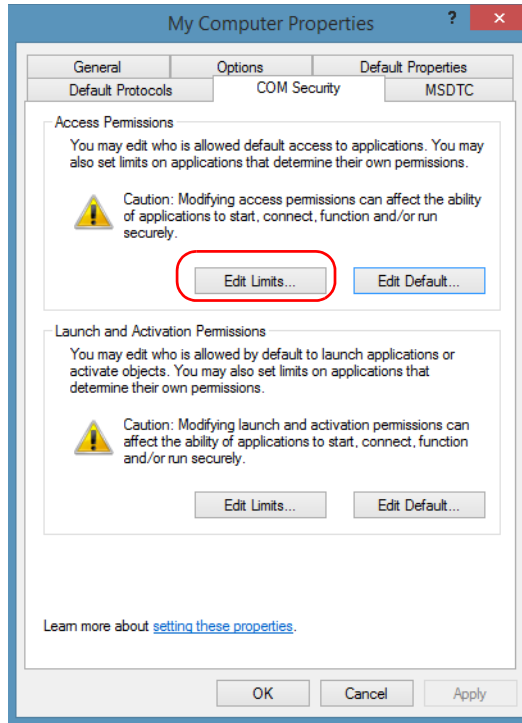 My Computer Properties
? ×
General Options Default Properties
Default Protocols COM Security MSDTC
Access Permissions
You may edit who is allowed default access to applications. You may
also set limits on applications that determine their own permissions.
Caution: Modifying access permissions can affect the ability
of applications to start, connect, function and/or run
securely.
Edit Limits... Edit Default...
Launch and Activation Permissions
You may edit who is allowed by default to launch applications or
activate objects. You may also set limits on applications that
determine their own permissions.
Caution: Modifying launch and activation permissions can
affect the ability of applications to start, connect, function
and/or run securely.
Edit Limits... Edit Default...
Learn more about setting these properties.
OK Cancel Apply